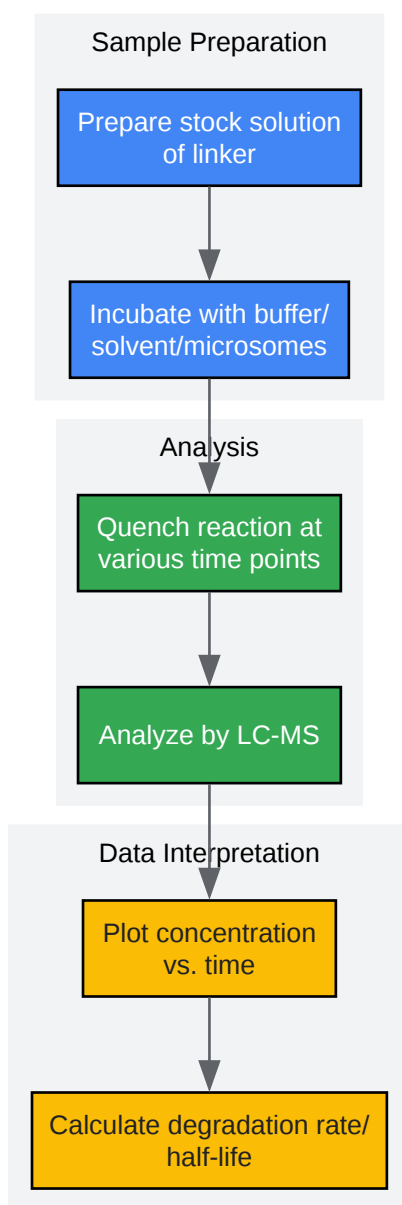 Sample Preparation
Prepare stock solution
of linker
Incubate with buffer/
solvent/microsomes
Analysis
Quench reaction at
various time points
Analyze by LC-MS
Data Interpretation
Plot concentration
vs. time
Calculate degradation rate/
half-life